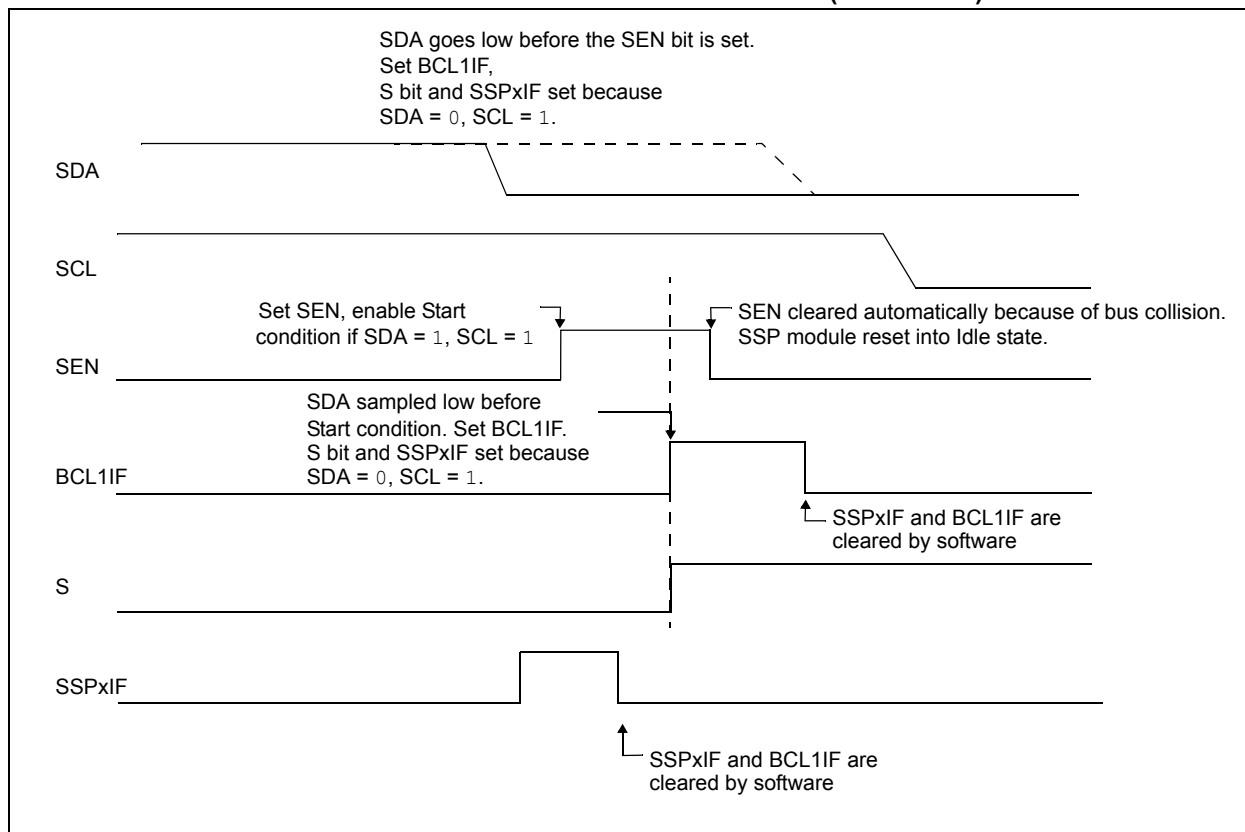 SDA goes low before the SEN bit is set.
Set BCL1IF,
S bit and SSPxIF set because
SDA = 0, SCL = 1.
SDA
SCL
Set SEN, enable Start
condition if SDA = 1, SCL = 1
SEN cleared automatically because of bus collision.
SSP module reset into Idle state.
SEN
SDA sampled low before
Start condition. Set BCL1IF.
S bit and SSPxIF set because
SDA = 0, SCL = 1.
BCL1IF
SSPxIF and BCL1IF are
cleared by software
S
SSPxIF
SSPxIF and BCL1IF are
cleared by software